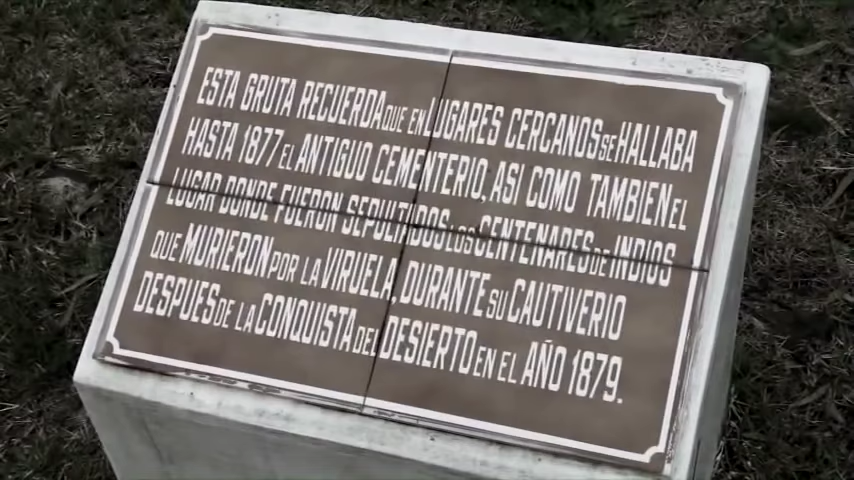 ESTA GRUTA RECUERDA QUE EN LUGARES CERCANOS SE HALLABA
HASTA 1877 EL ANTIGUO CEMENTERIO, ASI COMO TAMBIEN EL
LUGAR DONDE FUERON SEPULTADOS LOS CENTENARES DE INDIOS
QUE MURIERON POR LA VIRUELA DURANTE SU CAUTIVERIO
DESPUES DE LA CONQUISTA DEL DESIERTO EN EL AÑO 1879.